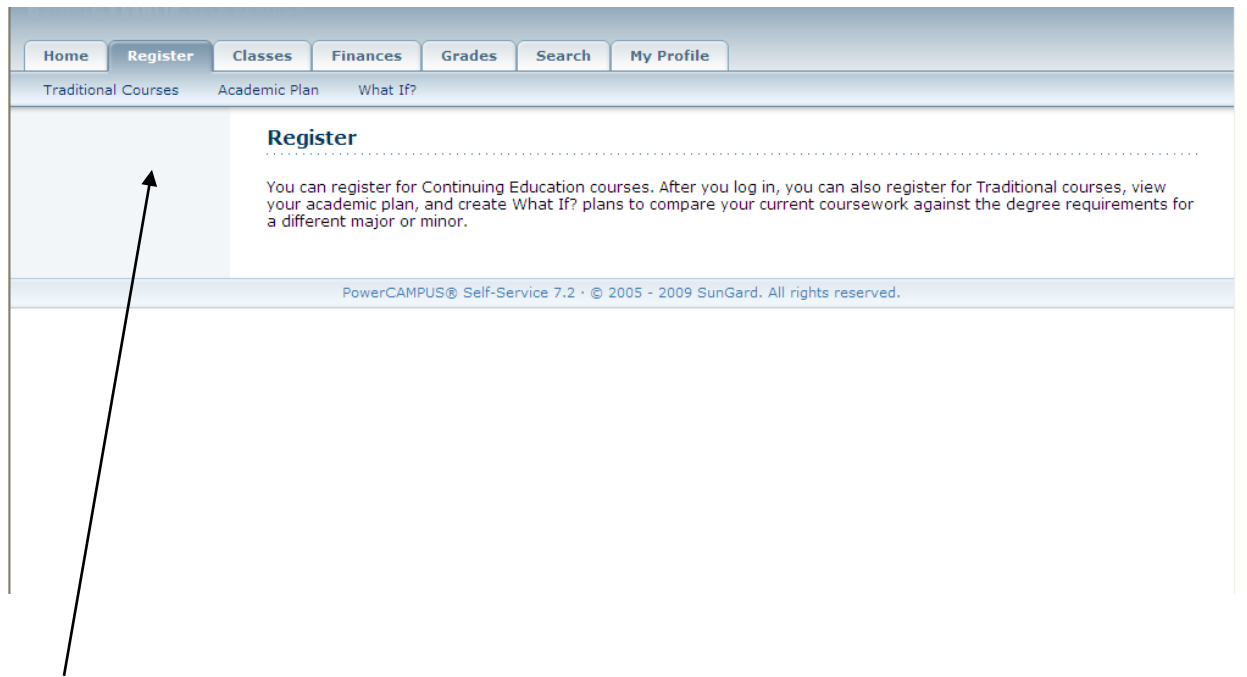 Home Register Classes Finances Grades Search My Profile
Traditional Courses Academic Plan What If?
Register
You can register for Continuing Education courses. After you log in, you can also register for Traditional courses, view
your academic plan, and create What If? plans to compare your current coursework against the degree requirements for
a different major or minor.
PowerCAMPUS® Self-Service 7.2 · © 2005 - 2009 SunGard. All rights reserved.